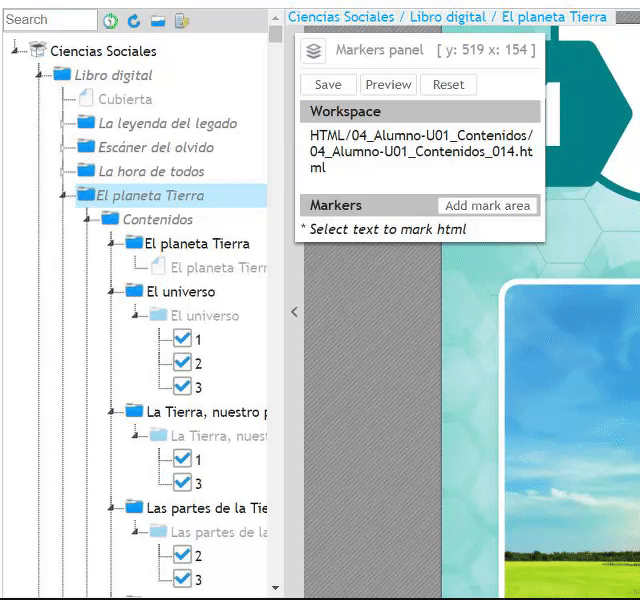 Search
Ciencias Sociales
Libro digital
Cubierta
La leyenda del legado
Escáner del olvido
La hora de todos
El planeta Tierra
Contenidos
El planeta Tierra
El planeta Tierr
El universo
El universo
1
2
3
La Tierra, nuestro p
La Tierra, nuest
1
3
Las partes de la Tie
Las partes de la
2
3
Ciencias Sociales / Libro digital / El planeta Tierra
Markers panel [ y: 519 x: 154 ]
Save Preview Reset
Workspace
HTML/04_Alumno-U01_Contenidos/
04_Alumno-U01_Contenidos_014.ht
ml
Markers Add mark area
* Select text to mark html